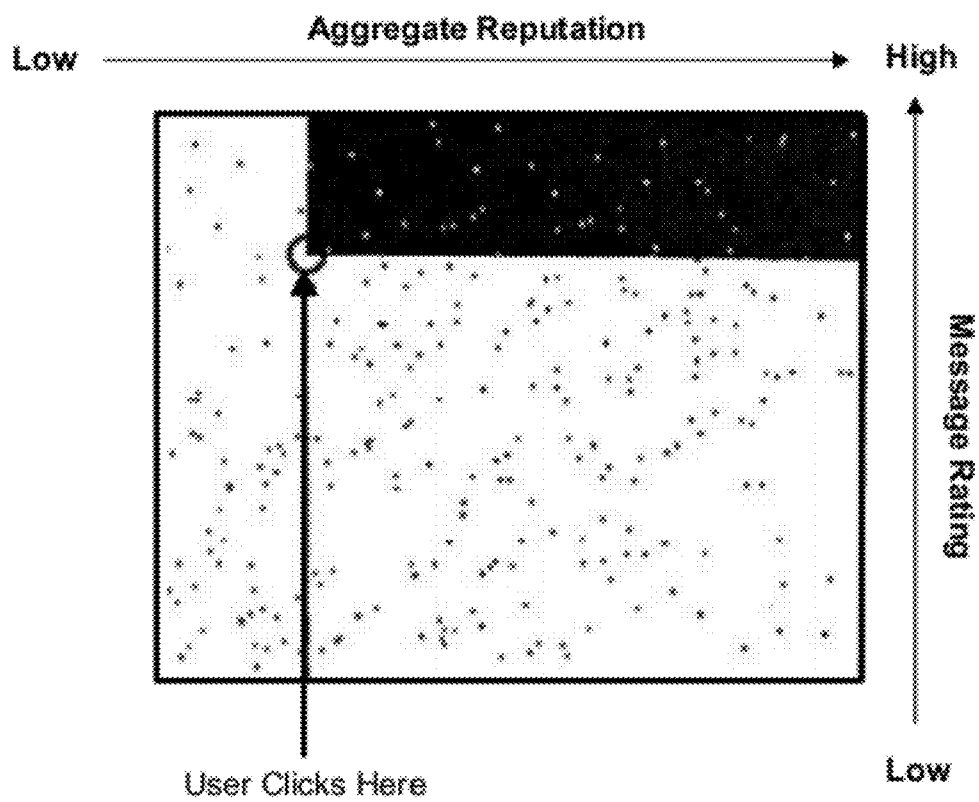 Aggregate Reputation
Low
High
Message Rating
Low
User Clicks Here